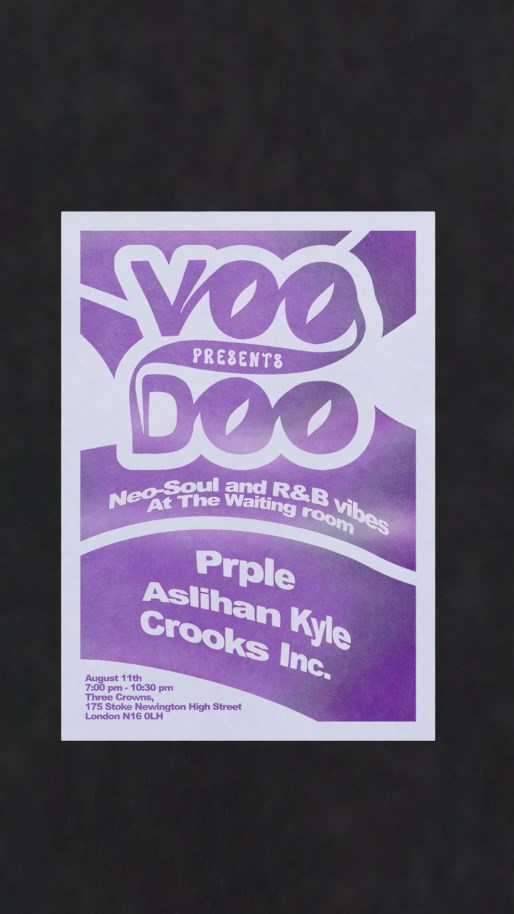 VOO
PRESENTS
DOO
Neo-Soul and R&B vibes
At The Waiting room
Prple
Aslihan Kyle
Crooks Inc.
August 11th
7:00 pm - 10:30 pm
Three Crowns,
175 Stoke Newington High Street
London N16 0LH